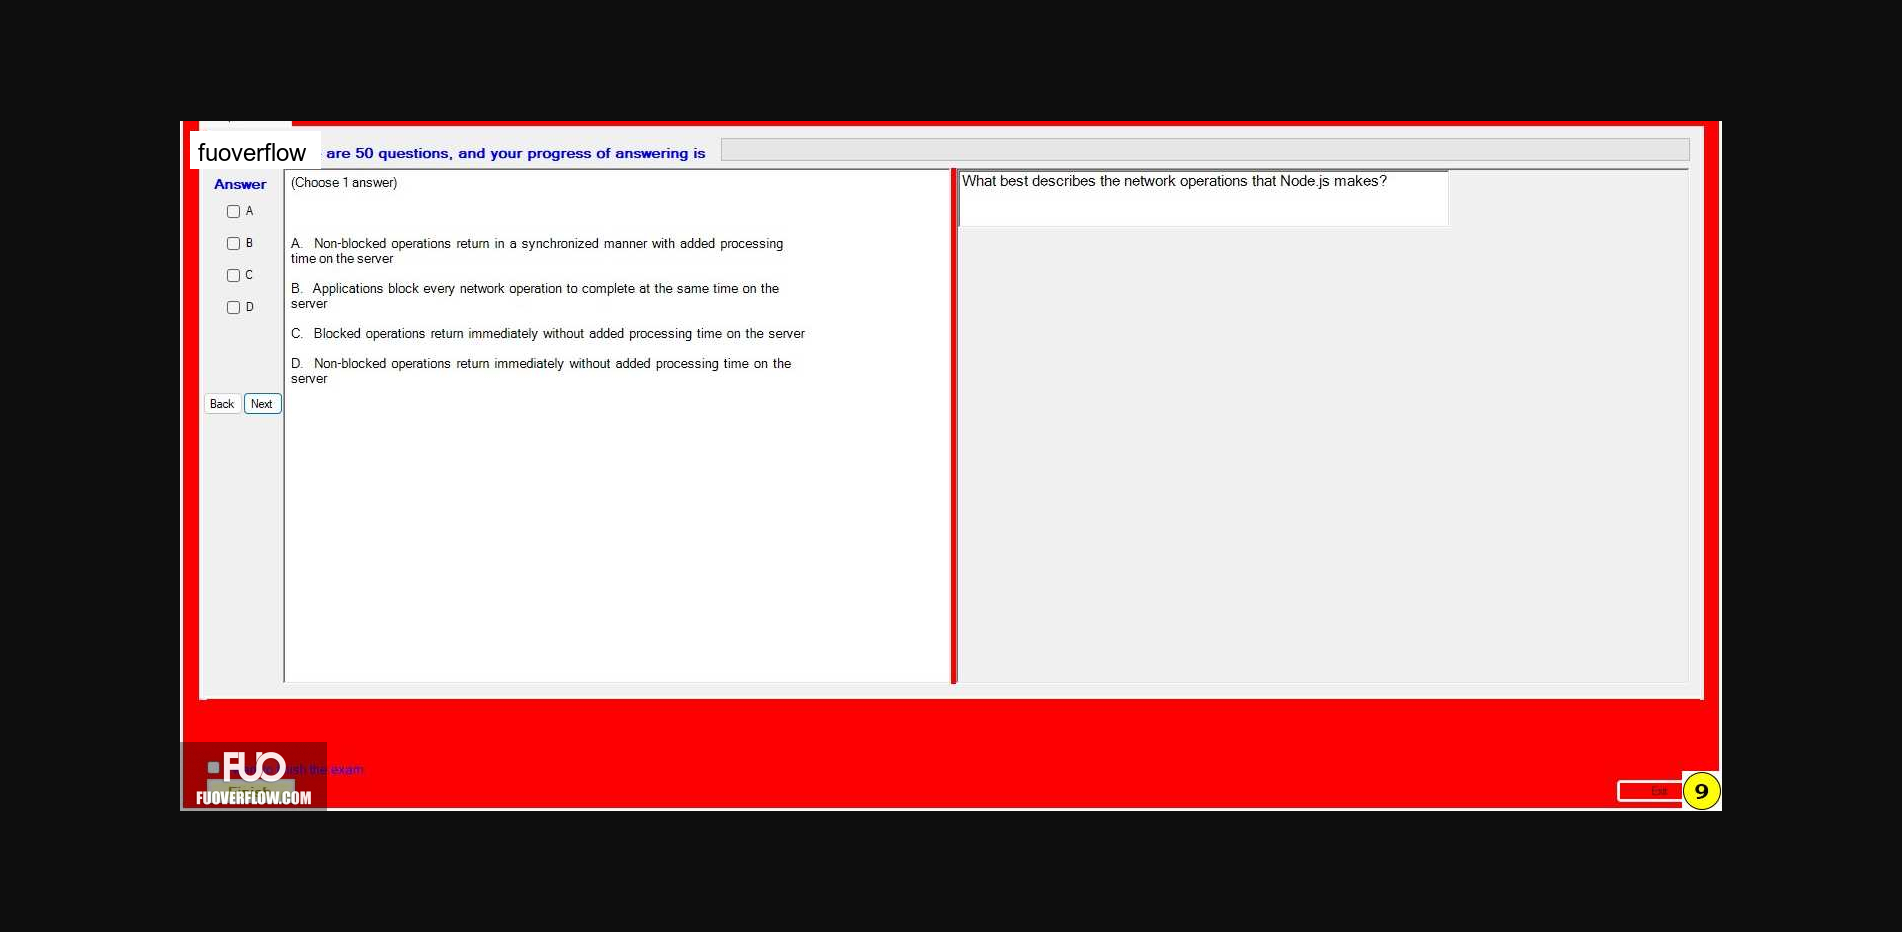 fuoverflow are 50 questions, and your progress of answering is
Answer
A
B
C
D
Back Next
(Choose 1 answer)
A. Non-blocked operations return in a synchronized manner with added processing
time on the server
B. Applications block every network operation to complete at the same time on the
server
C. Blocked operations return immediately without added processing time on the server
D. Non-blocked operations return immediately without added processing time on the
server
What best describes the network operations that Node.js makes?
FUO
the exam
Finish
FUOVERFLOW.COM
Exit
9